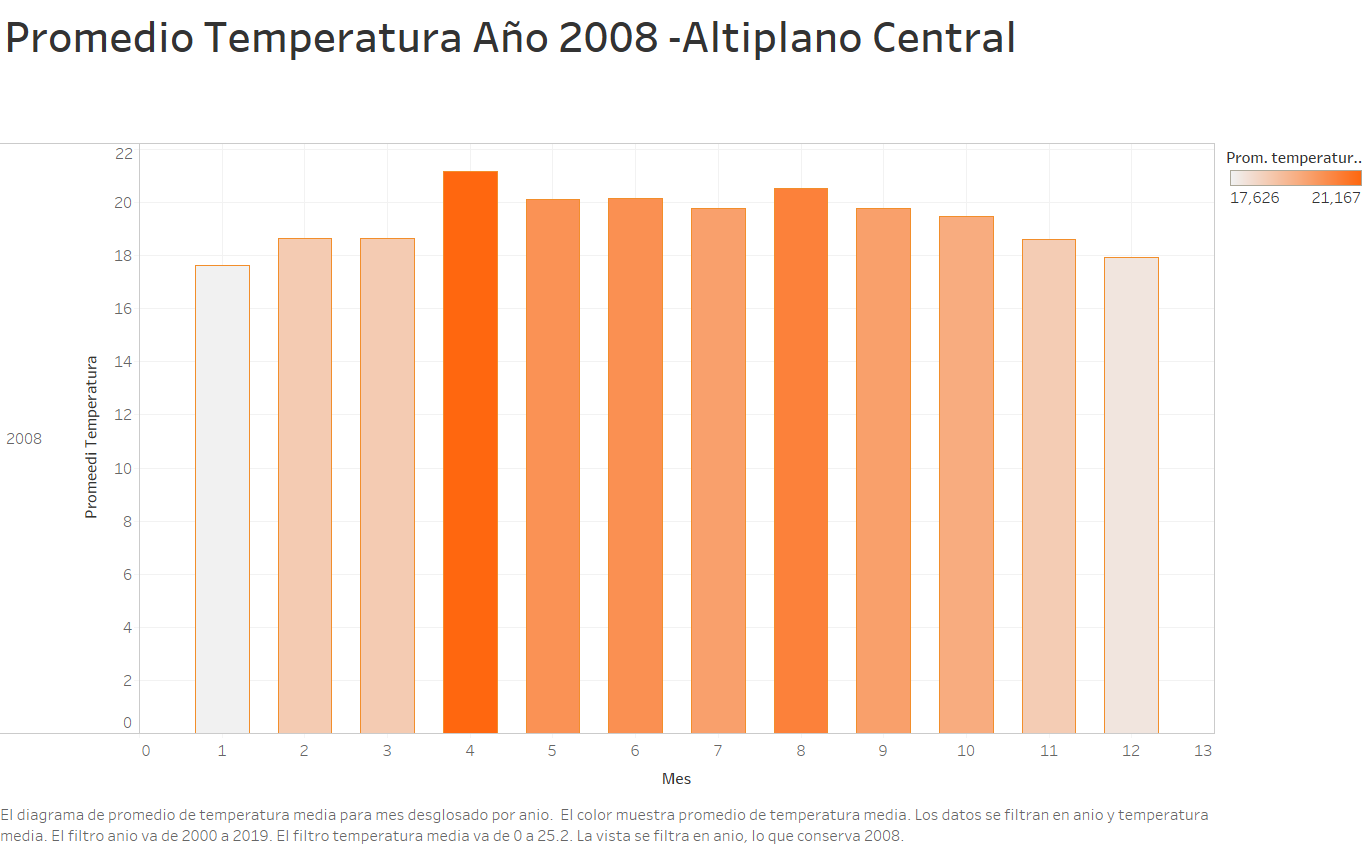 Promedio Temperatura Año 2008 -Altiplano Central
Prom. temperatur..
17,626 21,167
22
20
18
16
14
12
10
8
6
4
2
0
Promeedi Temperatura
2008
0 1 2 3 4 5 6 7 8 9 10 11 12 13
Mes
El diagrama de promedio de temperatura media para mes desglosado por anio.  El color muestra promedio de temperatura media. Los datos se filtran en anio y temperatura
media. El filtro anio va de 2000 a 2019. El filtro temperatura media va de 0 a 25.2. La vista se filtra en anio, lo que conserva 2008.